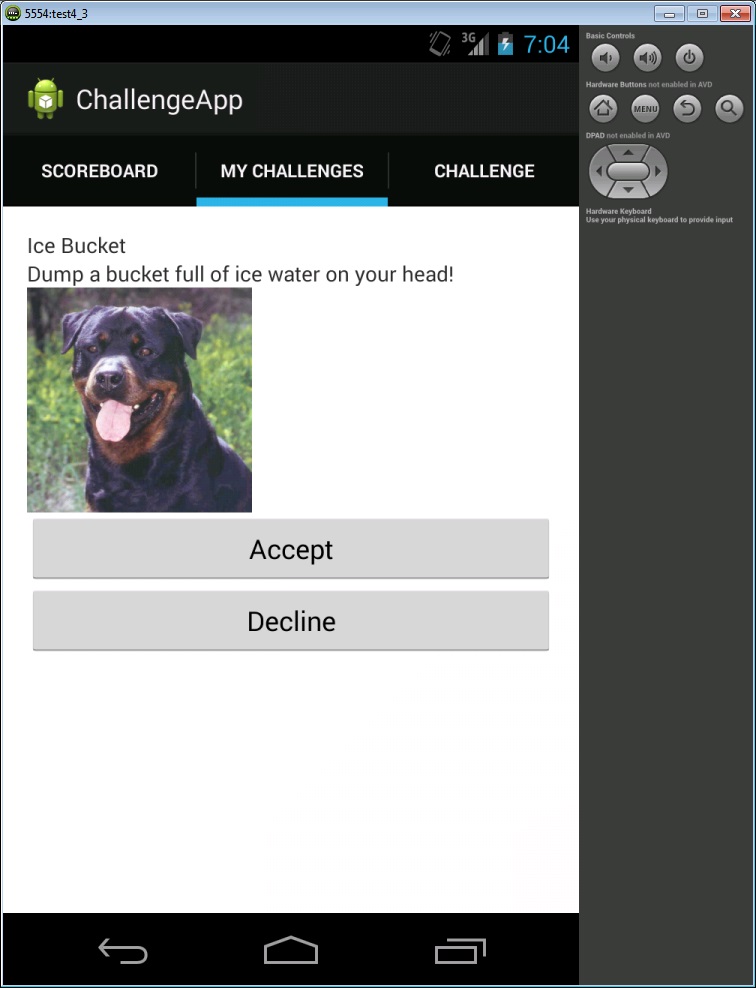 5554:test4_3
3G 7:04
ChallengeApp
SCOREBOARD MY CHALLENGES CHALLENGE
Ice Bucket
Dump a bucket full of ice water on your head!
Accept
Decline
Basic Controls
Hardware Buttons not enabled in AVD
MENU
DPAD not enabled in AVD
Hardware Keyboard
Use your physical keyboard to provide input